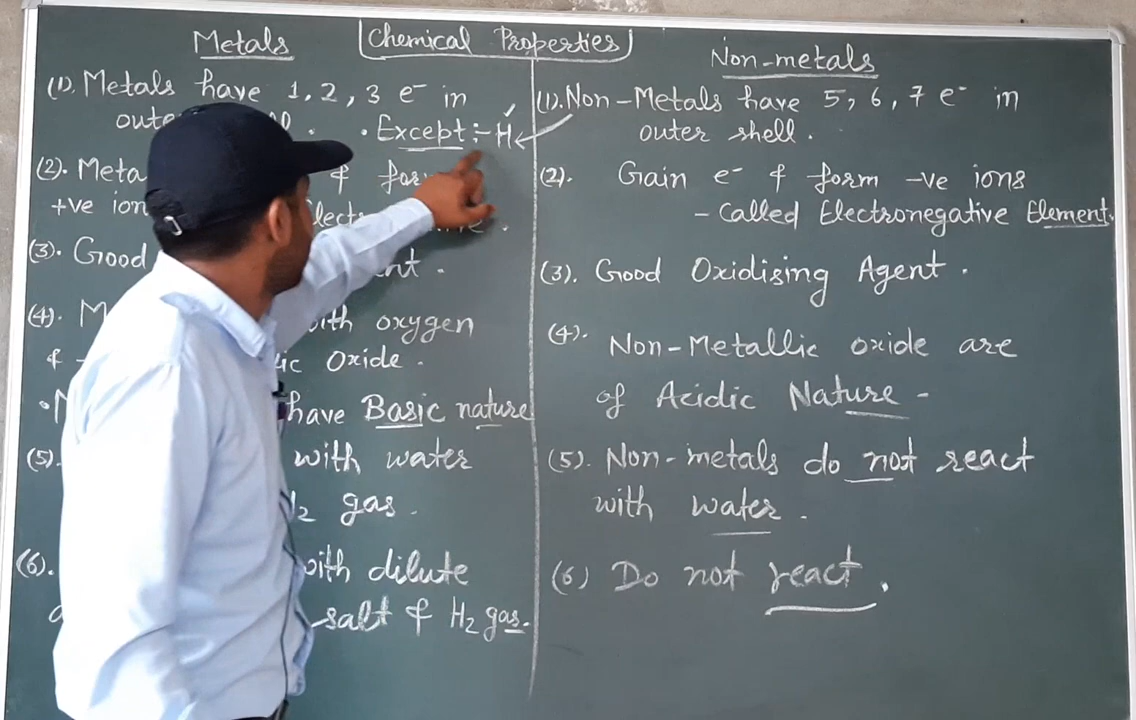 Chemical Properties
Metals
(1). Metals have 1, 2, 3 e- in
oute
. Except :- H
(2). Meta & for
+ve ion lect
(3). Good nt.
(4). M with oxygen
& ic Oxide.
. have Basic nature
(5). with water
H2 gas.
(6). with dilute
salt & H2 gas.
Non-metals
(1). Non-Metals have 5, 6, 7 e- in
outer shell.
(2). Gain e- & form -ve ions
- Called Electronegative Element.
(3). Good Oxidising Agent.
(4). Non-Metallic oxide are
of Acidic Nature -
(5). Non-metals do not react
with water.
(6) Do not react.